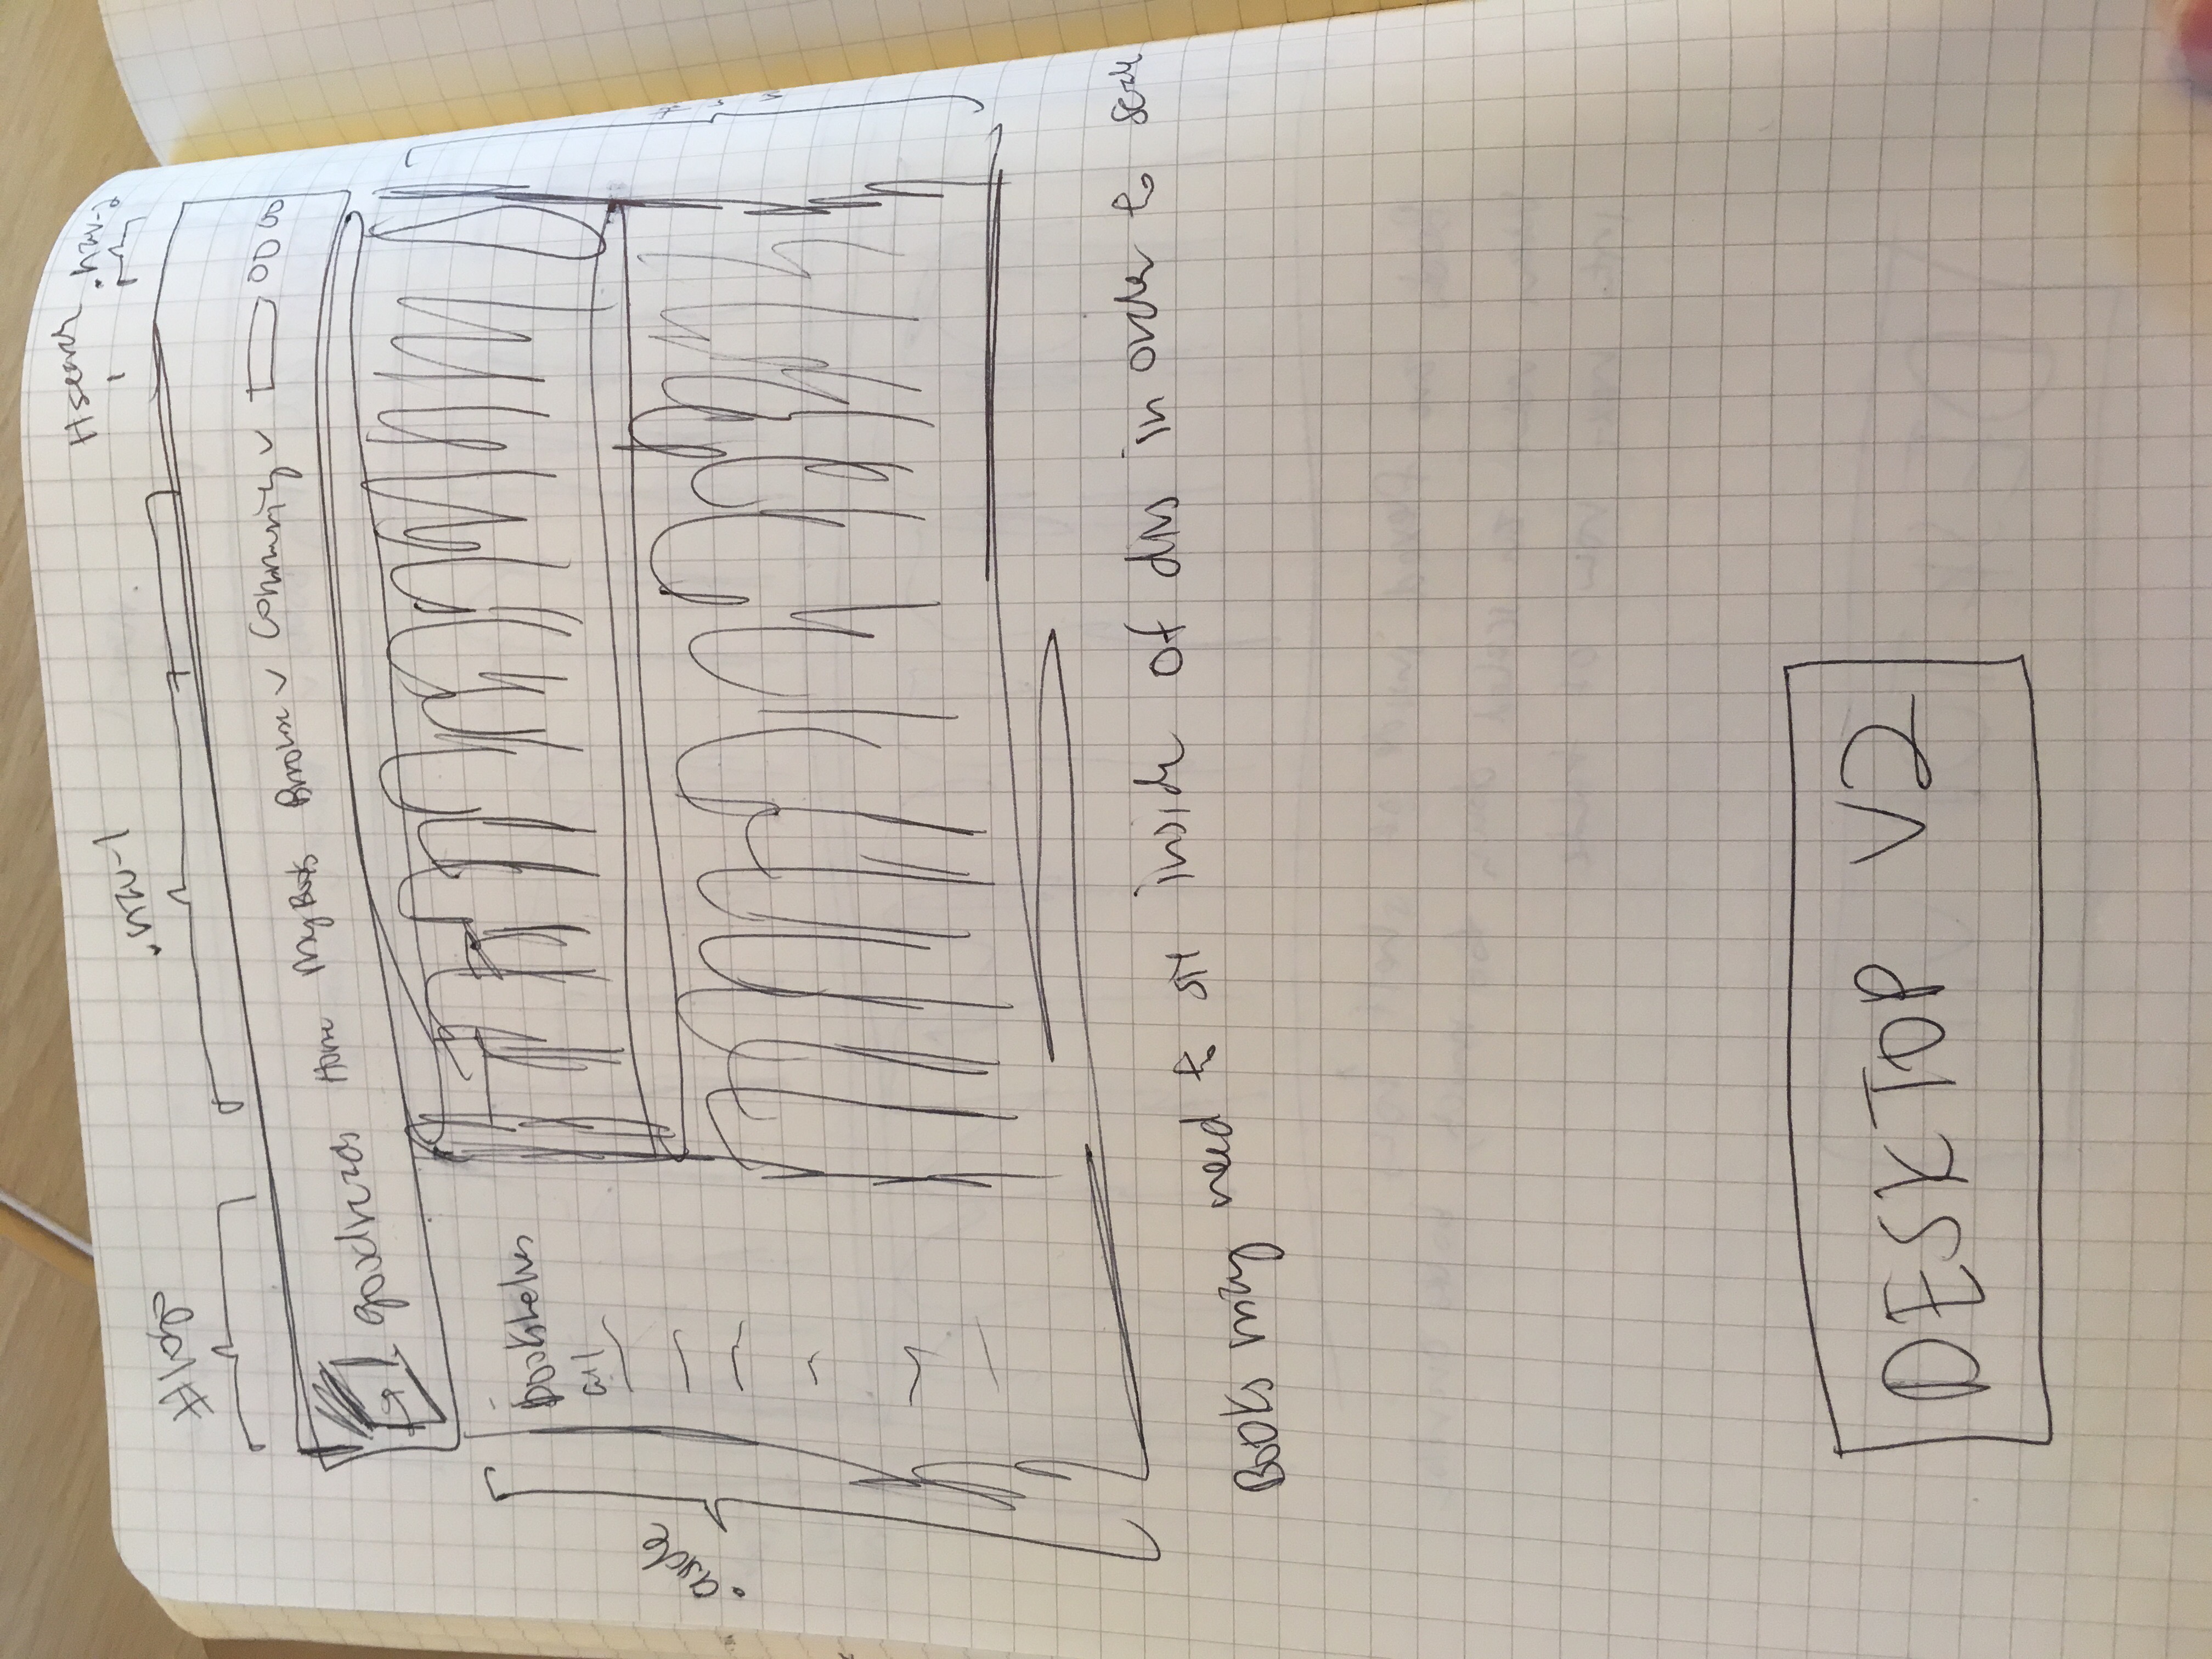 #logo .nav-1 #search .nav-2
goodreads Home My Books Browse Community
.aside
Bookshelves
all
Books may need to sit inside of divs in order to scale
DESKTOP V2